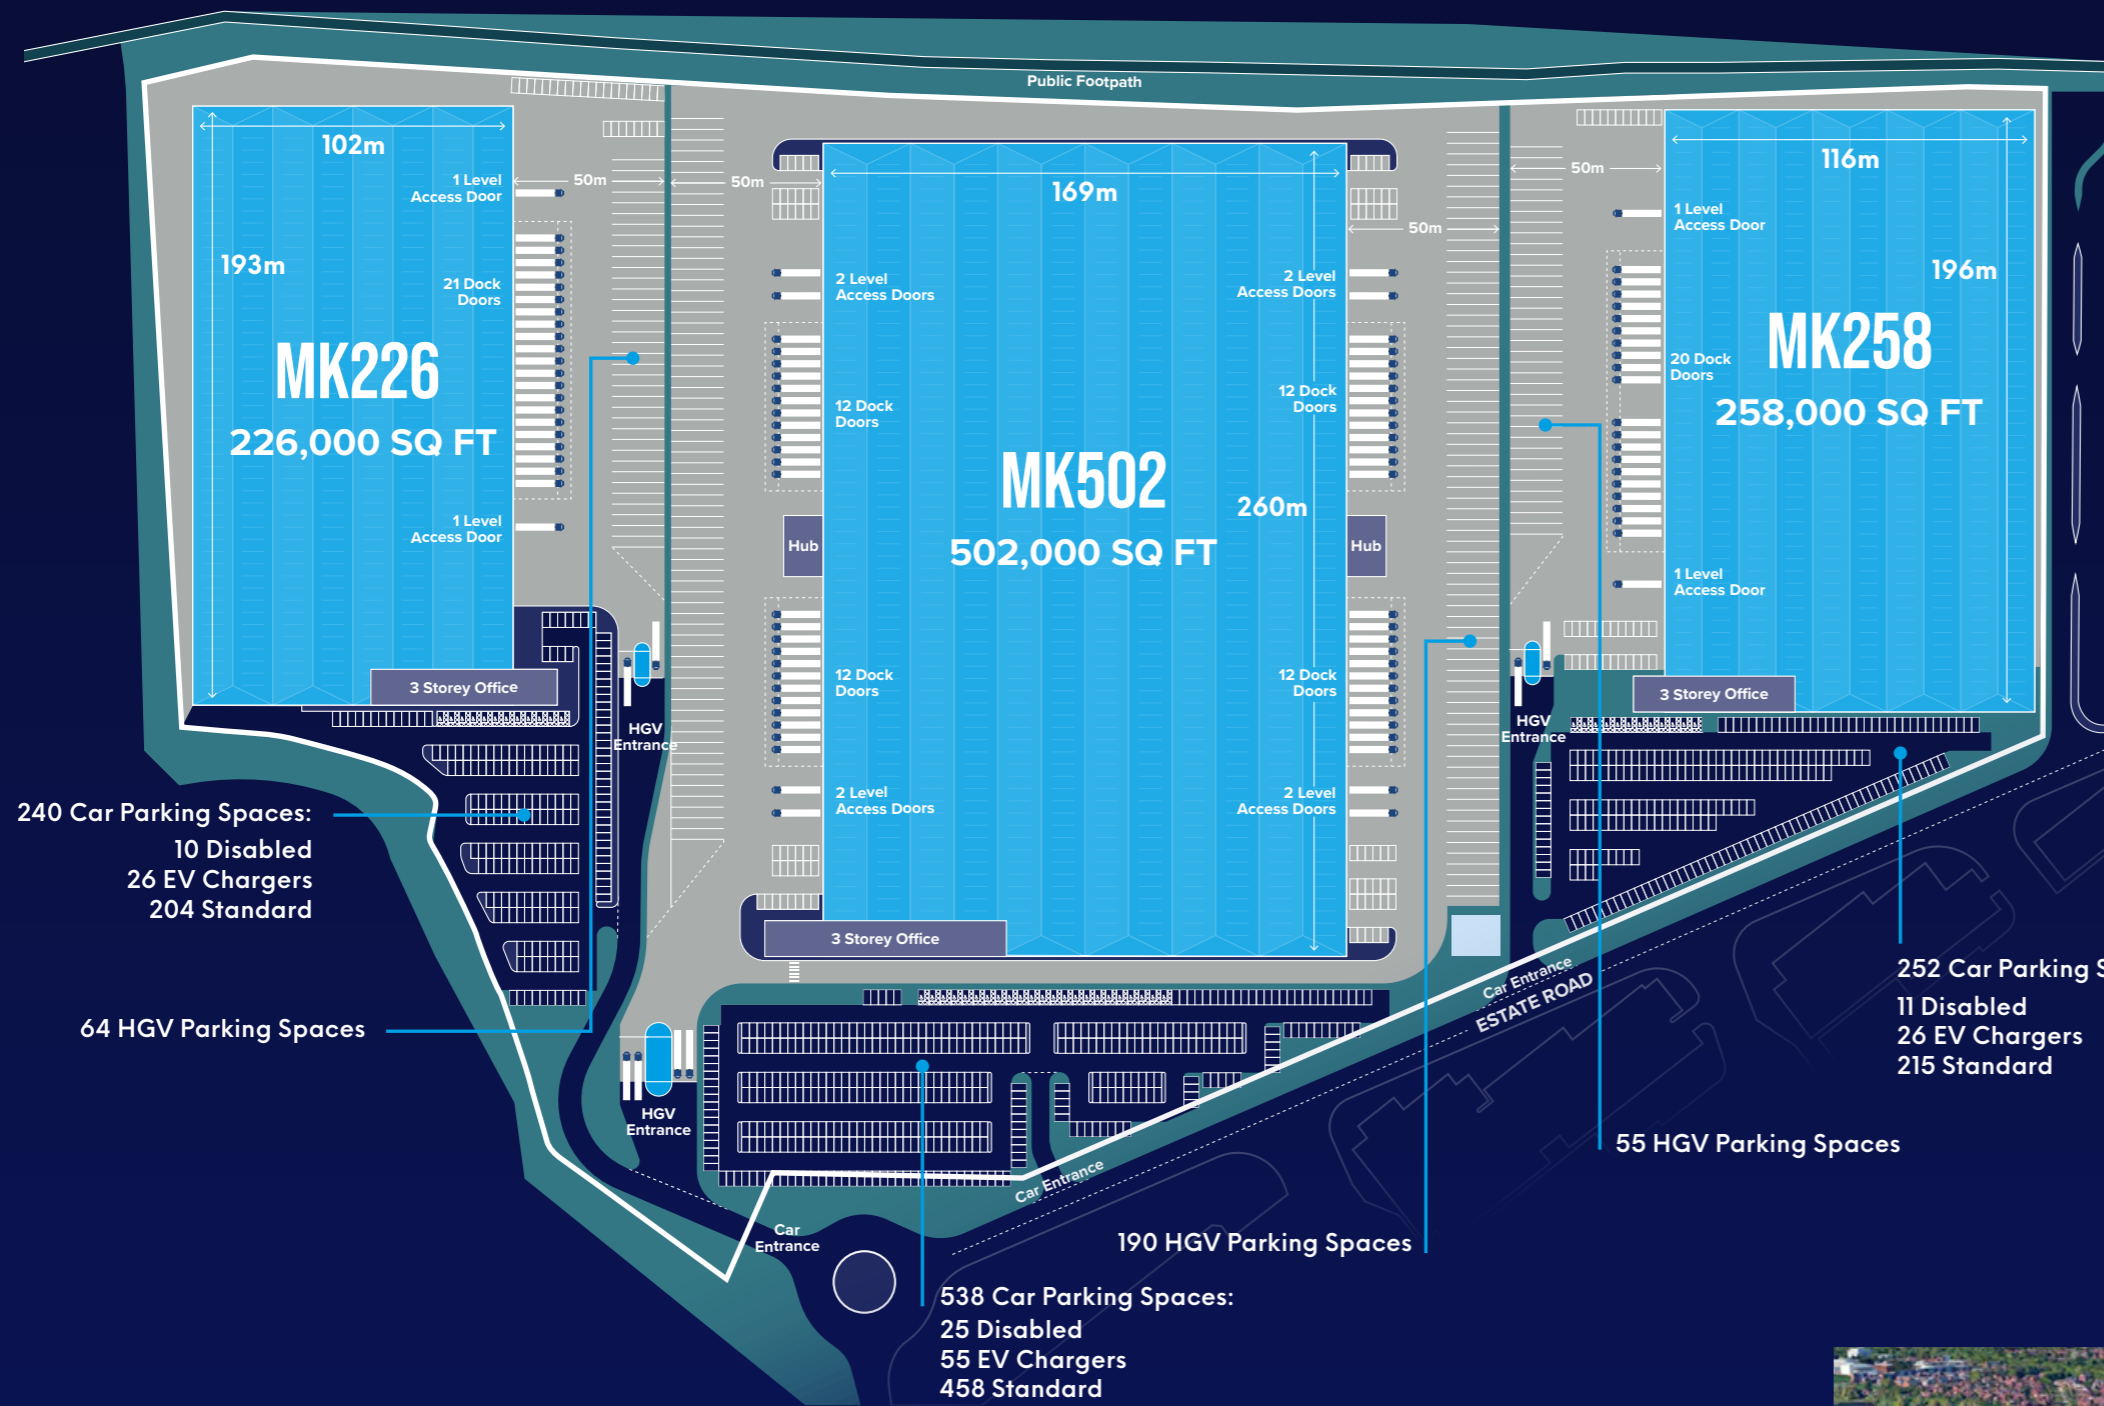 Public Footpath
102m
193m
1 Level
Access Door
21 Dock
Doors
MK226
226,000 SQ FT
1 Level
Access Door
3 Storey Office
50m
50m
HGV
Entrance
169m
2 Level
Access Doors
2 Level
Access Doors
12 Dock
Doors
12 Dock
Doors
MK502
260m
502,000 SQ FT
Hub
Hub
12 Dock
Doors
12 Dock
Doors
2 Level
Access Doors
2 Level
Access Doors
3 Storey Office
50m
50m
HGV
Entrance
116m
1 Level
Access Door
196m
20 Dock
Doors
MK258
258,000 SQ FT
1 Level
Access Door
3 Storey Office
240 Car Parking Spaces:
10 Disabled
26 EV Chargers
204 Standard
64 HGV Parking Spaces
HGV
Entrance
Car
Entrance
Car Entrance
Car Entrance
ESTATE ROAD
252 Car Parking
11 Disabled
26 EV Chargers
215 Standard
55 HGV Parking Spaces
190 HGV Parking Spaces
538 Car Parking Spaces:
25 Disabled
55 EV Chargers
458 Standard